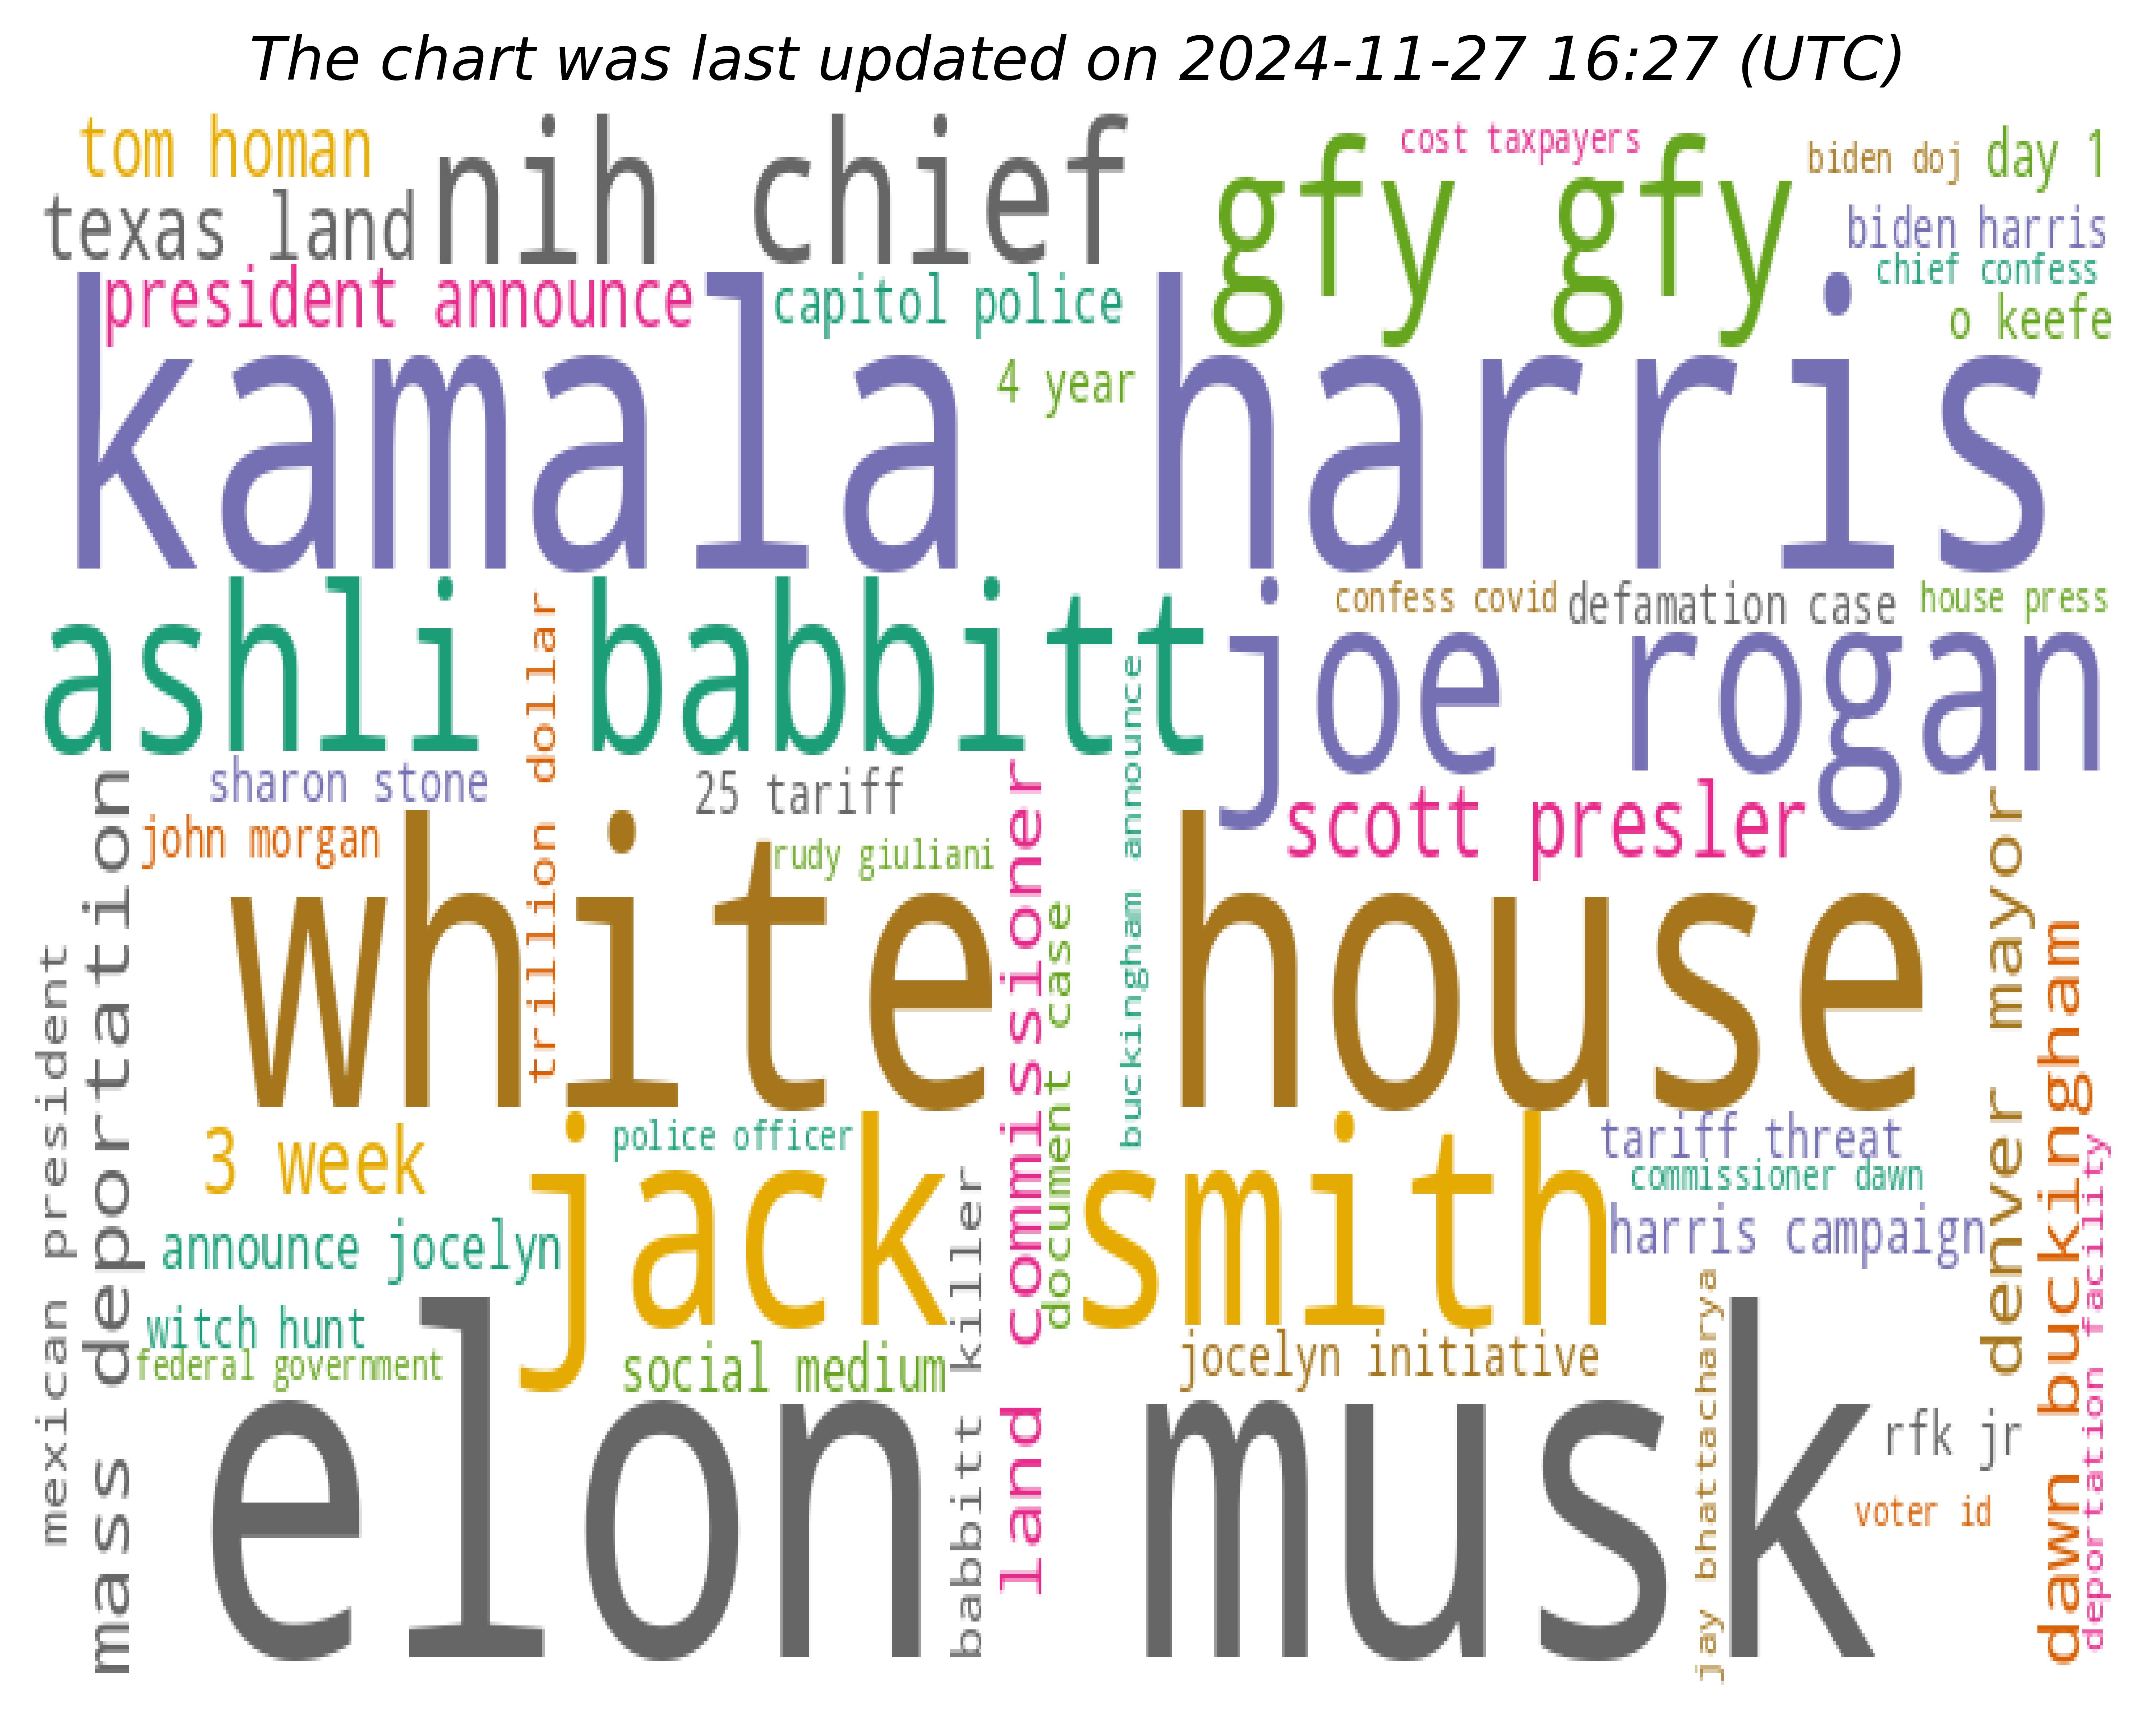 The chart was last updated on 2024-11-27 16:27 (UTC)
tom homan
nih chief
gfy gfy
cost taxpayers
biden doj
day 1
texas land
biden harris
chief confess
president announce
capitol police
o keefe
kamala harris
4 year
ashli babbitt
joe rogan
confess covid
defamation case
house press
trillion dollar
buckingham announce
sharon stone
25 tariff
scott presler
john morgan
rudy giuliani
white house
mass deportation
mexican president
land commissioner
document case
denver mayor
dawn buckingham
deportation facility
3 week
police officer
jack smith
tariff threat
commissioner dawn
announce jocelyn
harris campaign
babbitt killer
witch hunt
federal government
social medium
jocelyn initiative
jay bhattacharya
elon musk
rfk jr
voter id